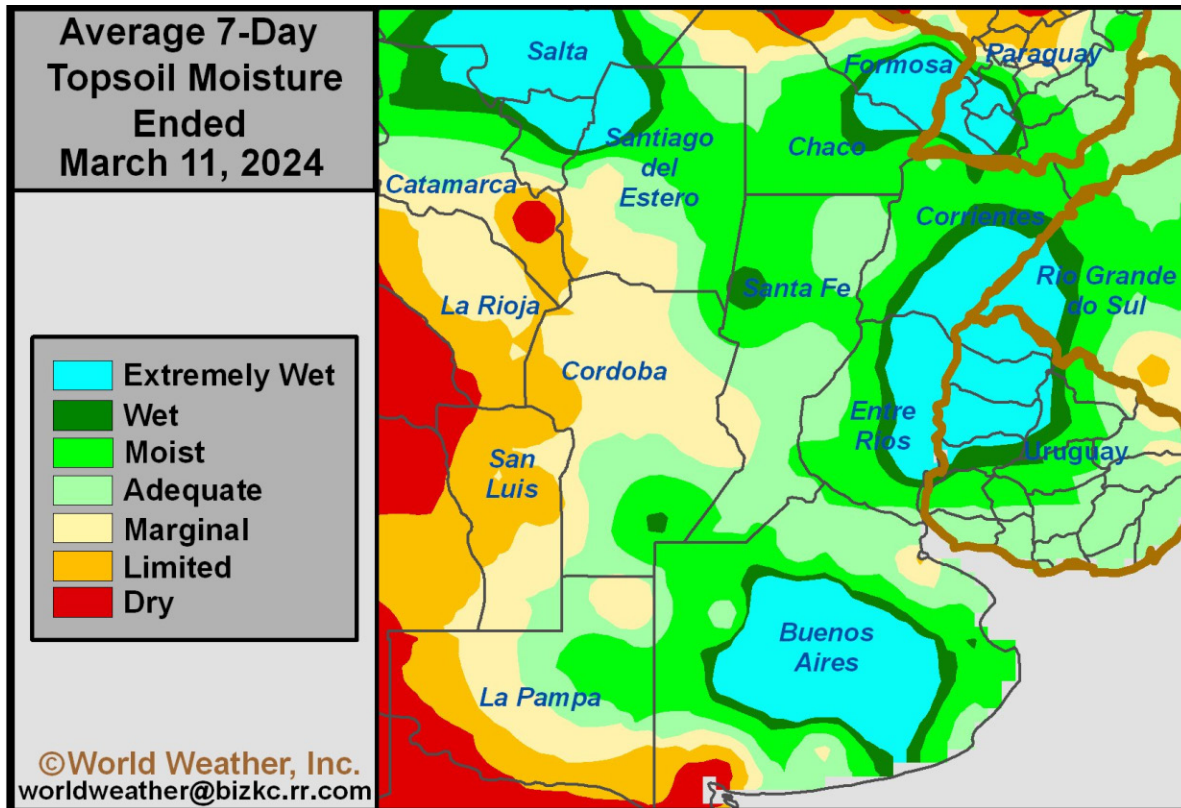 Average 7-Day
Topsoil Moisture
Ended
March 11, 2024
Extremely Wet
Wet
Moist
Adequate
Marginal
Limited
Dry
©World Weather, Inc.
worldweather@bizkc.rr.com
Salta
Formosa
Paraguay
Santiago
del
Estero
Chaco
Catamarca
Corrientes
La Rioja
Santa Fe
Rio Grande
do Sul
Cordoba
Entre
Rios
San
Luis
Uruguay
Buenos
Aires
La Pampa